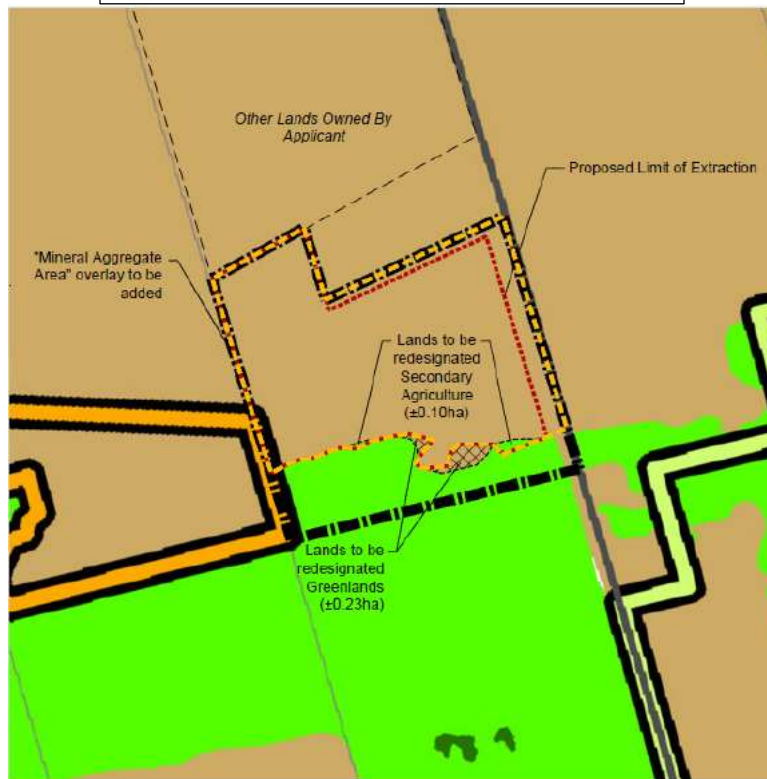 Other Lands Owned By
Applicant
Proposed Limit of Extraction
"Mineral Aggregate
Area" overlay to be
added
Lands to be
redesignated
Secondary
Agriculture
(±0.10ha)
Lands to be
redesignated
Greenlands
(±0.23ha)